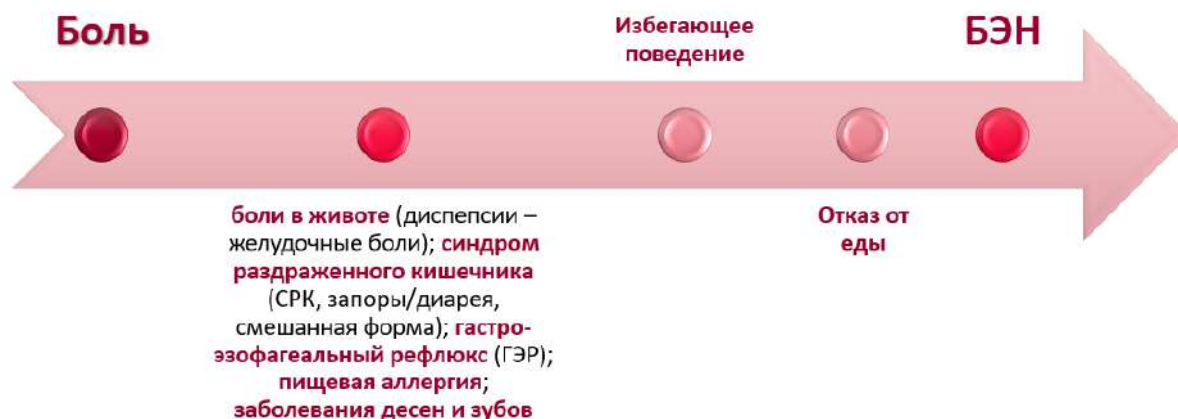 Боль
Избегающее
поведение
БЭН
боли в животе (диспепсии –
желудочные боли); синдром
раздраженного кишечника
(СРК, запоры/диарея,
смешанная форма); гастро-
эзофагеальный рефлюкс (ГЭР);
пищевая аллергия;
заболевания десен и зубов
Отказ от
еды